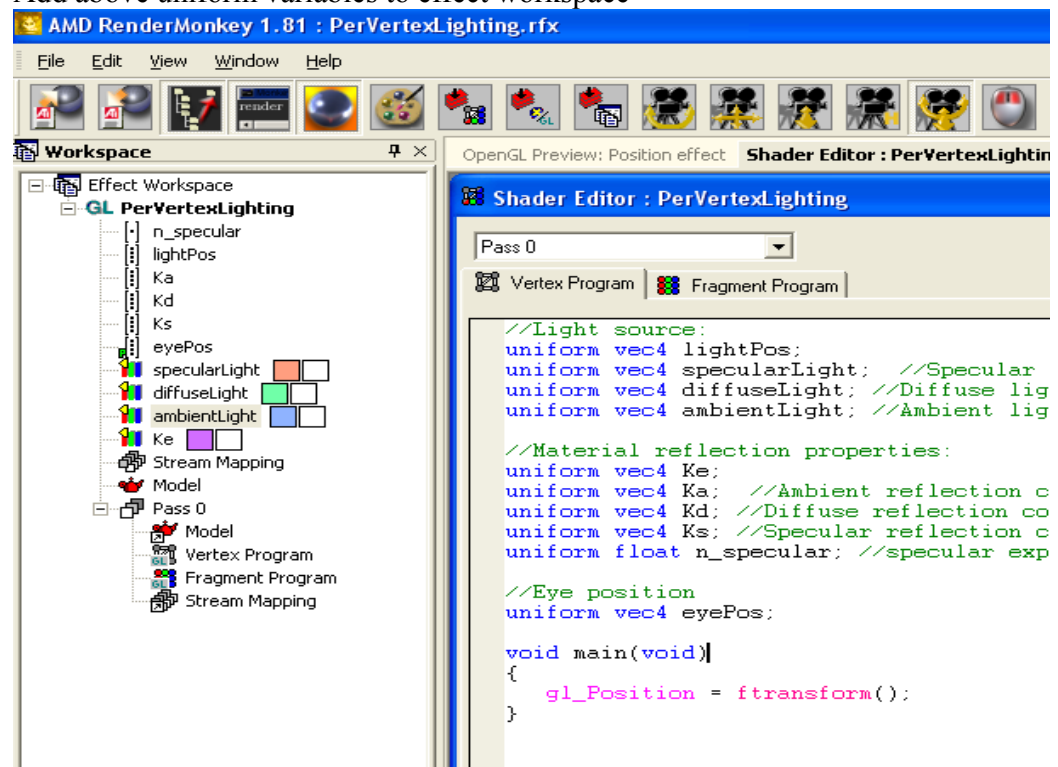 Add above uniform variables to effect workspace
AMD RenderMonkey 1.81 : PerVertexLighting.rfx
File Edit View Window Help
render
Workspace
OpenGL Preview: Position effect Shader Editor : PerVertexLightin
Effect Workspace
GL PerVertexLighting
n_specular
lightPos
Ka
Kd
Ks
eyePos
specularLight
diffuseLight
ambientLight
Ke
Stream Mapping
Model
Pass 0
Model
Vertex Program
Fragment Program
Stream Mapping
Shader Editor : PerVertexLighting
Pass 0
Vertex Program Fragment Program
//Light source:
uniform vec4 lightPos;
uniform vec4 specularLight; //Specular
uniform vec4 diffuseLight; //Diffuse lig
uniform vec4 ambientLight; //Ambient lig
//Material reflection properties:
uniform vec4 Ke;
uniform vec4 Ka; //Ambient reflection c
uniform vec4 Kd; //Diffuse reflection co
uniform vec4 Ks; //Specular reflection c
uniform float n_specular; //specular exp
//Eye position
uniform vec4 eyePos;
void main(void)
{
gl_Position = ftransform();
}